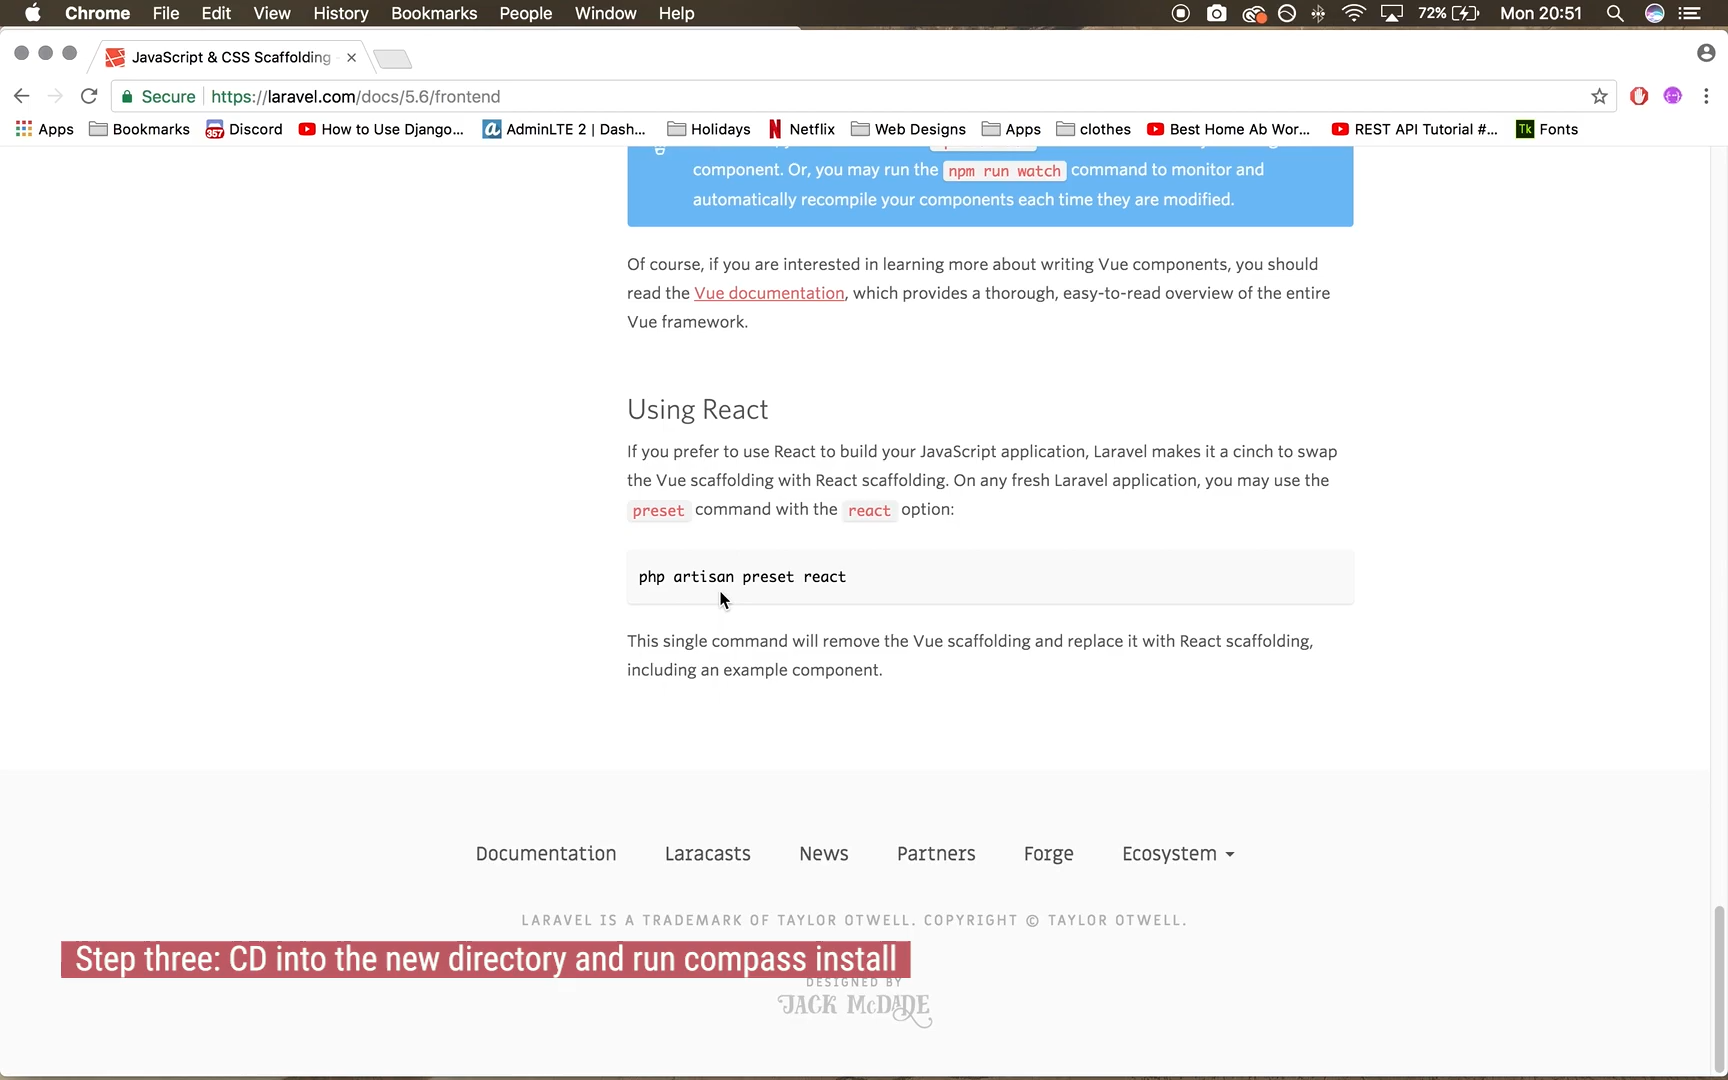 Chrome File Edit View History Bookmarks People Window Help 72% Mon 20:51
JavaScript & CSS Scaffolding
Secure https://laravel.com/docs/5.6/frontend
Apps Bookmarks Discord How to Use Django... AdminLTE 2 | Dash... Holidays Netflix Web Designs Apps clothes Best Home Ab Wor... REST API Tutorial #... Fonts
component. Or, you may run the npm run watch command to monitor and
automatically recompile your components each time they are modified.
Of course, if you are interested in learning more about writing Vue components, you should
read the Vue documentation, which provides a thorough, easy-to-read overview of the entire
Vue framework.
Using React
If you prefer to use React to build your JavaScript application, Laravel makes it a cinch to swap
the Vue scaffolding with React scaffolding. On any fresh Laravel application, you may use the
preset command with the react option:
php artisan preset react
This single command will remove the Vue scaffolding and replace it with React scaffolding,
including an example component.
Documentation Laracasts News Partners Forge Ecosystem
LARAVEL IS A TRADEMARK OF TAYLOR OTWELL. COPYRIGHT © TAYLOR OTWELL.
Step three: CD into the new directory and run compass install
DESIGNED BY
JACK McDADE